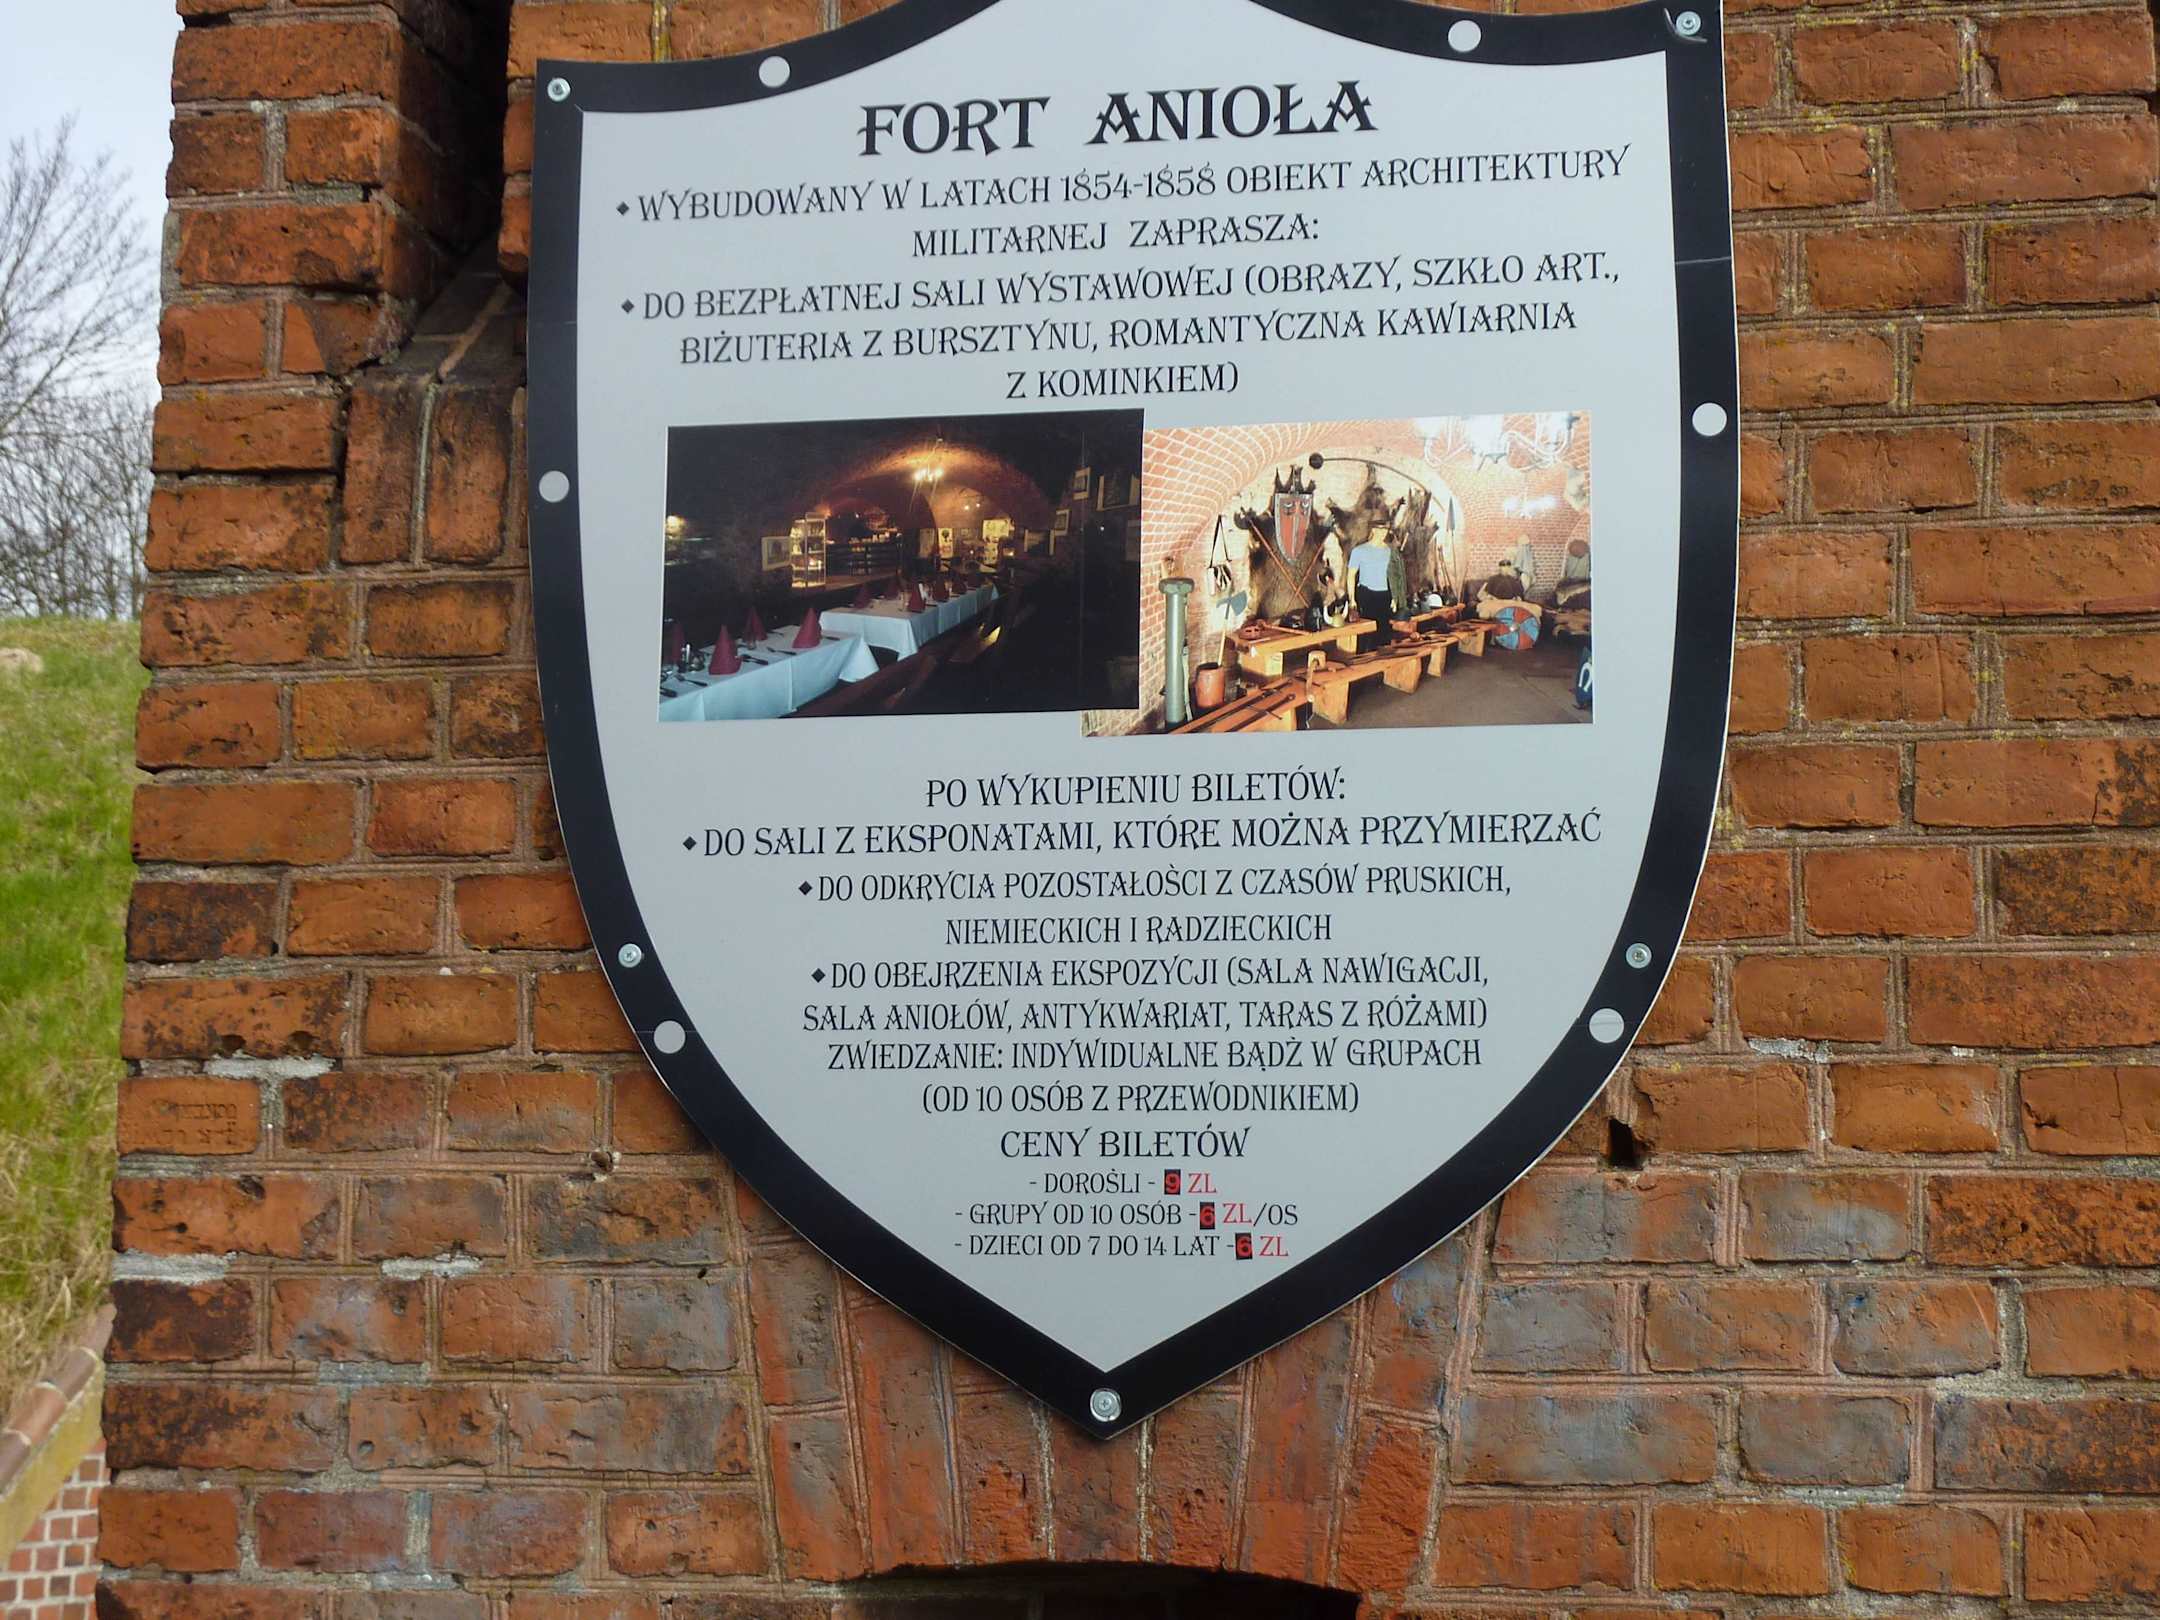 FORT ANIOŁA
◆ WYBUDOWANY W LATACH 1854-1858 OBIEKT ARCHITEKTURY
MILITARNEJ ZAPRASZA:
◆ DO BEZPŁATNEJ SALI WYSTAWOWEJ (OBRAZY, SZKŁO ART.,
BIŻUTERIA Z BURSZTYNU, ROMANTYCZNA KAWIARNIA
Z KOMINKIEM)
PO WYKUPIENIU BILETÓW:
◆ DO SALI Z EKSPONATAMI, KTÓRE MOŻNA PRZYMIERZAĆ
◆ DO ODKRYCIA POZOSTAŁOŚCI Z CZASÓW PRUSKICH,
NIEMIECKICH I RADZIECKICH
◆ DO OBEJRZENIA EKSPOZYCJI (SALA NAWIGACJI,
SALA ANIOŁÓW, ANTYKWARIAT, TARAS Z RÓŻAMI)
ZWIEDZANIE: INDYWIDUALNE BĄDŻ W GRUPACH
(OD 10 OSÓB Z PRZEWODNIKIEM)
CENY BILETÓW
- DOROŚLI - 9 ZL
- GRUPY OD 10 OSÓB - 6 ZL/OS
- DZIECI OD 7 DO 14 LAT - 6 ZL